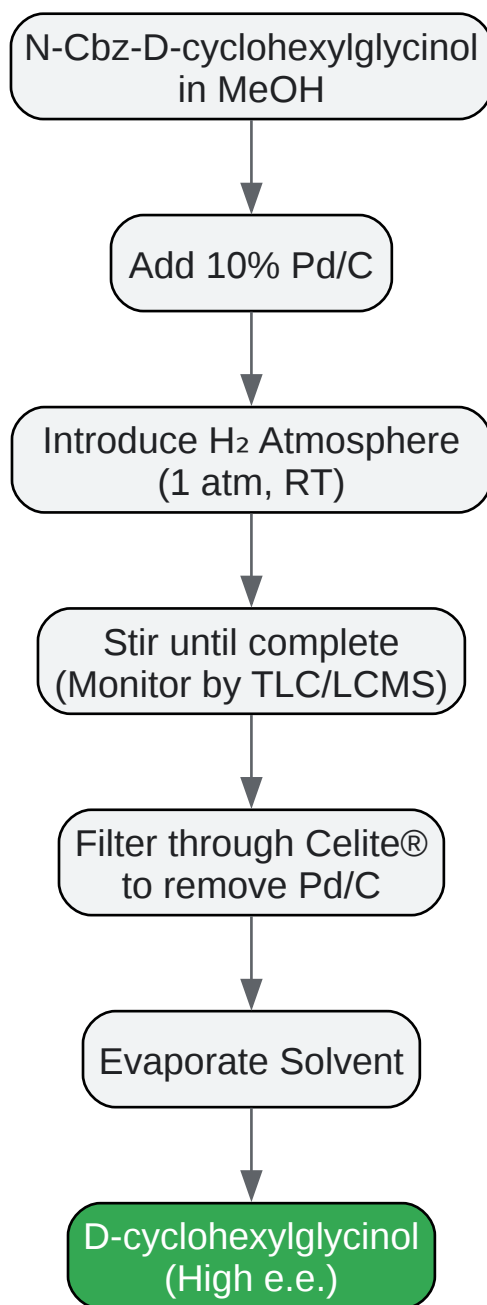 N-Cbz-D-cyclohexylglycinol
in MeOH
Add 10% Pd/C
Introduce H₂ Atmosphere
(1 atm, RT)
Stir until complete
(Monitor by TLC/LCMS)
Filter through Celite®
to remove Pd/C
Evaporate Solvent
D-cyclohexylglycinol
(High e.e.)